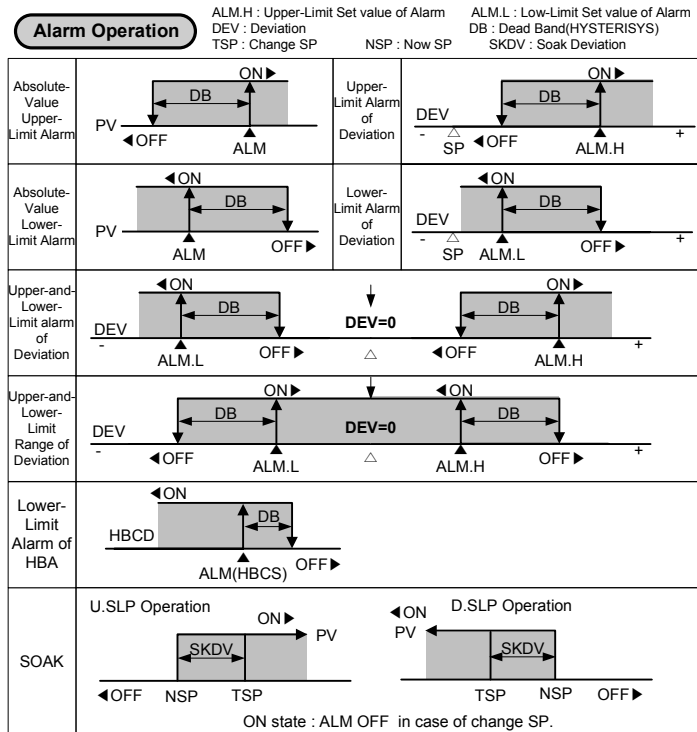 Alarm Operation
ALM.H : Upper-Limit Set value of Alarm ALM.L : Low-Limit Set value of Alarm
DEV : Deviation DB : Dead Band(HYSTERISYS)
TSP : Change SP NSP : Now SP SKDV : Soak Deviation
Absolute-
Value
Upper-
Limit Alarm
ON▶
DB
PV
◀OFF
ALM
Upper-
Limit Alarm
of
Deviation
ON▶
DB
DEV
- +
SP
◀OFF
ALM.H
Absolute-
Value
Lower-
Limit Alarm
◀ON
DB
PV
ALM
OFF▶
Lower-
Limit Alarm
of
Deviation
◀ON
DB
DEV
- +
SP ALM.L
OFF▶
Upper-and-
Lower-
Limit alarm
of
Deviation
◀ON ON▶
DB DB
DEV DEV=0
- +
ALM.L OFF▶ ◀OFF ALM.H
Upper-and-
Lower-
Limit
Range of
Deviation
ON▶ ◀ON
DB DB
DEV DEV=0
- +
◀OFF ALM.L ALM.H OFF▶
Lower-
Limit
Alarm of
HBA
◀ON
DB
HBCD
ALM(HBCS)
OFF▶
SOAK
U.SLP Operation
ON▶
PV
SKDV
◀OFF NSP TSP
D.SLP Operation
◀ON
PV
SKDV
TSP NSP OFF▶
ON state : ALM OFF in case of change SP.